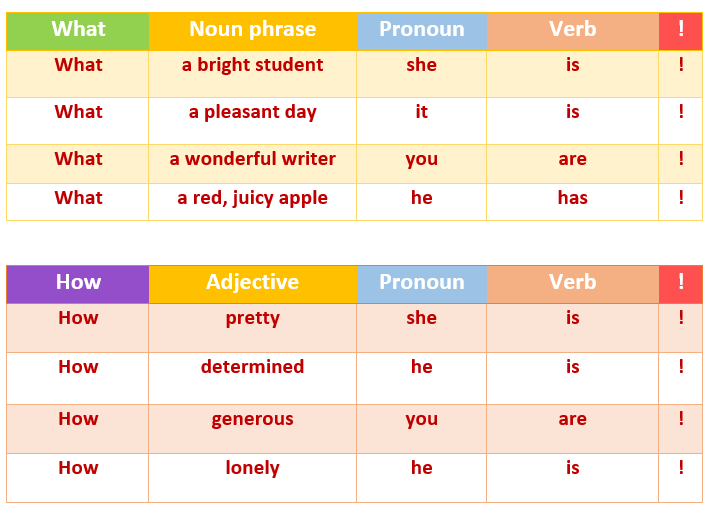 What Noun phrase Pronoun Verb !
What a bright student she is !
What a pleasant day it is !
What a wonderful writer you are !
What a red, juicy apple he has !
How Adjective Pronoun Verb !
How pretty she is !
How determined he is !
How generous you are !
How lonely he is !